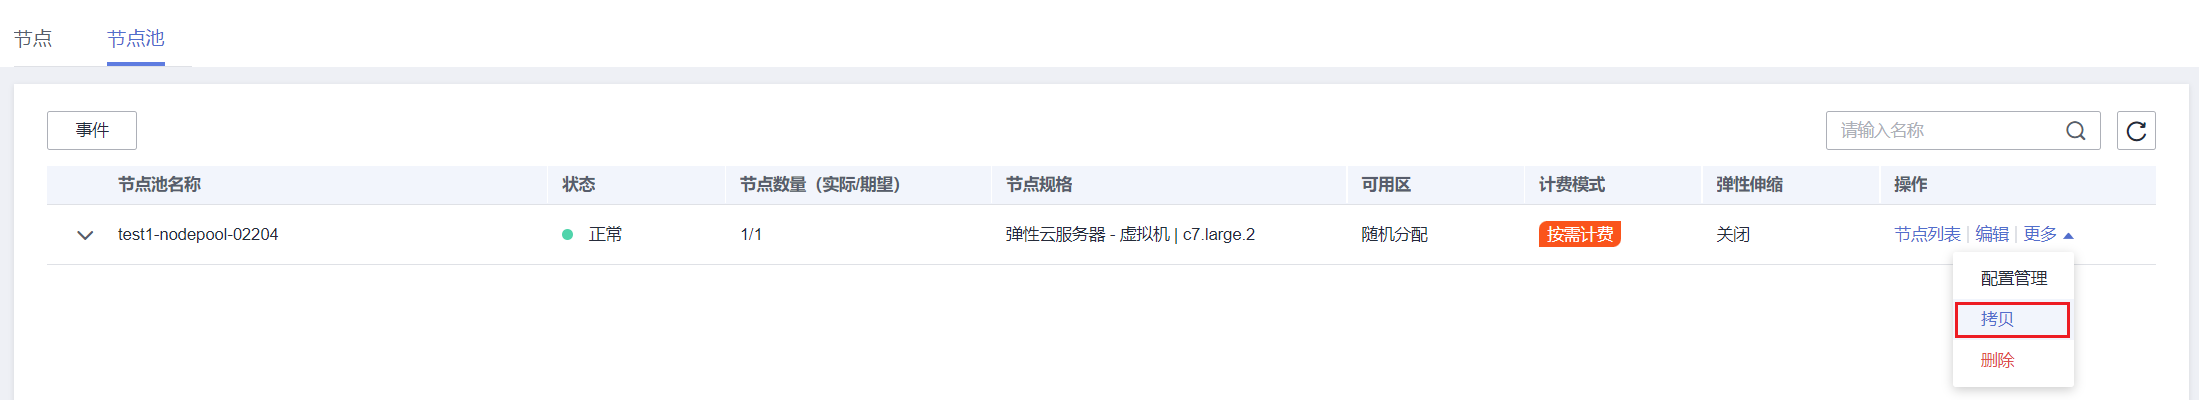 节点 节点池
事件 请输入名称
节点池名称 状态 节点数量（实际/期望） 节点规格 可用区 计费模式 弹性伸缩 操作
test1-nodepool-02204 正常 1/1 弹性云服务器 - 虚拟机 | c7.large.2 随机分配 按需计费 关闭 节点列表 | 编辑 | 更多
配置管理
拷贝
删除